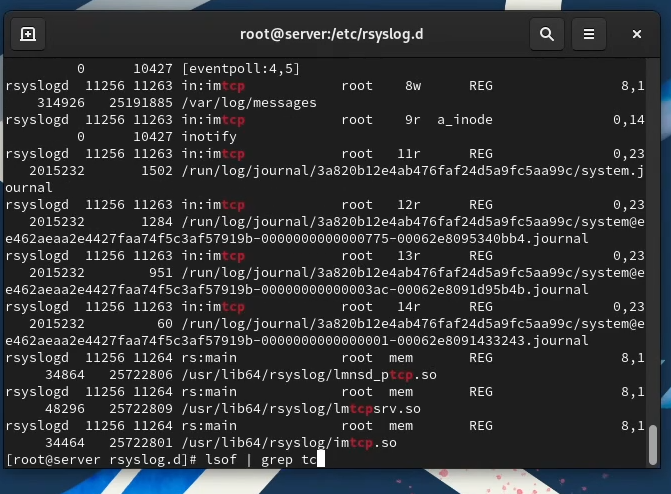 root@server:/etc/rsyslog.d
0 10427 [eventpoll:4,5]
rsyslogd 11256 11263 in:imtcp root 8w REG 8,1
314926 25191885 /var/log/messages
rsyslogd 11256 11263 in:imtcp root 9r a_inode 0,14
0 10427 inotify
rsyslogd 11256 11263 in:imtcp root 11r REG 0,23
2015232 1502 /run/log/journal/3a820b12e4ab476faf24d5a9fc5aa99c/system.j
ournal
rsyslogd 11256 11263 in:imtcp root 12r REG 0,23
2015232 1284 /run/log/journal/3a820b12e4ab476faf24d5a9fc5aa99c/system@e
e462aeaa2e4427faa74f5c3af57919b-0000000000000775-00062e8095340bb4.journal
rsyslogd 11256 11263 in:imtcp root 13r REG 0,23
2015232 951 /run/log/journal/3a820b12e4ab476faf24d5a9fc5aa99c/system@e
e462aeaa2e4427faa74f5c3af57919b-00000000000003ac-00062e8091d95b4b.journal
rsyslogd 11256 11263 in:imtcp root 14r REG 0,23
2015232 60 /run/log/journal/3a820b12e4ab476faf24d5a9fc5aa99c/system@e
e462aeaa2e4427faa74f5c3af57919b-0000000000000001-00062e8091433243.journal
rsyslogd 11256 11264 rs:main root mem REG 8,1
34864 25722806 /usr/lib64/rsyslog/lmnsd_ptcp.so
rsyslogd 11256 11264 rs:main root mem REG 8,1
48296 25722809 /usr/lib64/rsyslog/lmtcpsrv.so
rsyslogd 11256 11264 rs:main root mem REG 8,1
34464 25722801 /usr/lib64/rsyslog/imtcp.so
[root@server rsyslog.d]# lsof | grep tc